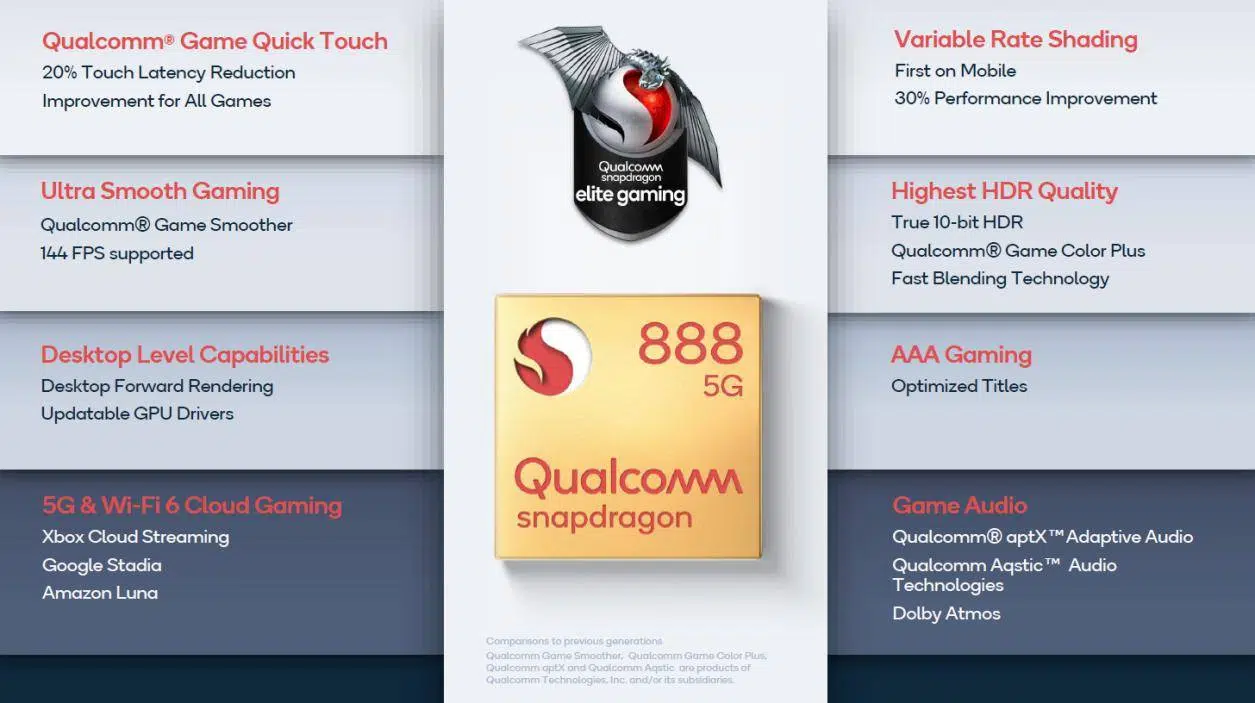 Qualcomm® Game Quick Touch
20% Touch Latency Reduction
Improvement for All Games
Ultra Smooth Gaming
Qualcomm® Game Smoother
144 FPS supported
Desktop Level Capabilities
Desktop Forward Rendering
Updatable GPU Drivers
5G & Wi-Fi 6 Cloud Gaming
Xbox Cloud Streaming
Google Stadia
Amazon Luna
Qualcomm
snapdragon
elite gaming
888
5G
Qualcomm
snapdragon
Comparisons to previous generations
Qualcomm Game Smoother, Qualcomm Game Color Plus,
Qualcomm aptX and Qualcomm Aqstic are products of
Qualcomm Technologies, Inc. and/or its subsidiaries.
Variable Rate Shading
First on Mobile
30% Performance Improvement
Highest HDR Quality
True 10-bit HDR
Qualcomm® Game Color Plus
Fast Blending Technology
AAA Gaming
Optimized Titles
Game Audio
Qualcomm® aptX™ Adaptive Audio
Qualcomm Aqstic™ Audio
Technologies
Dolby Atmos